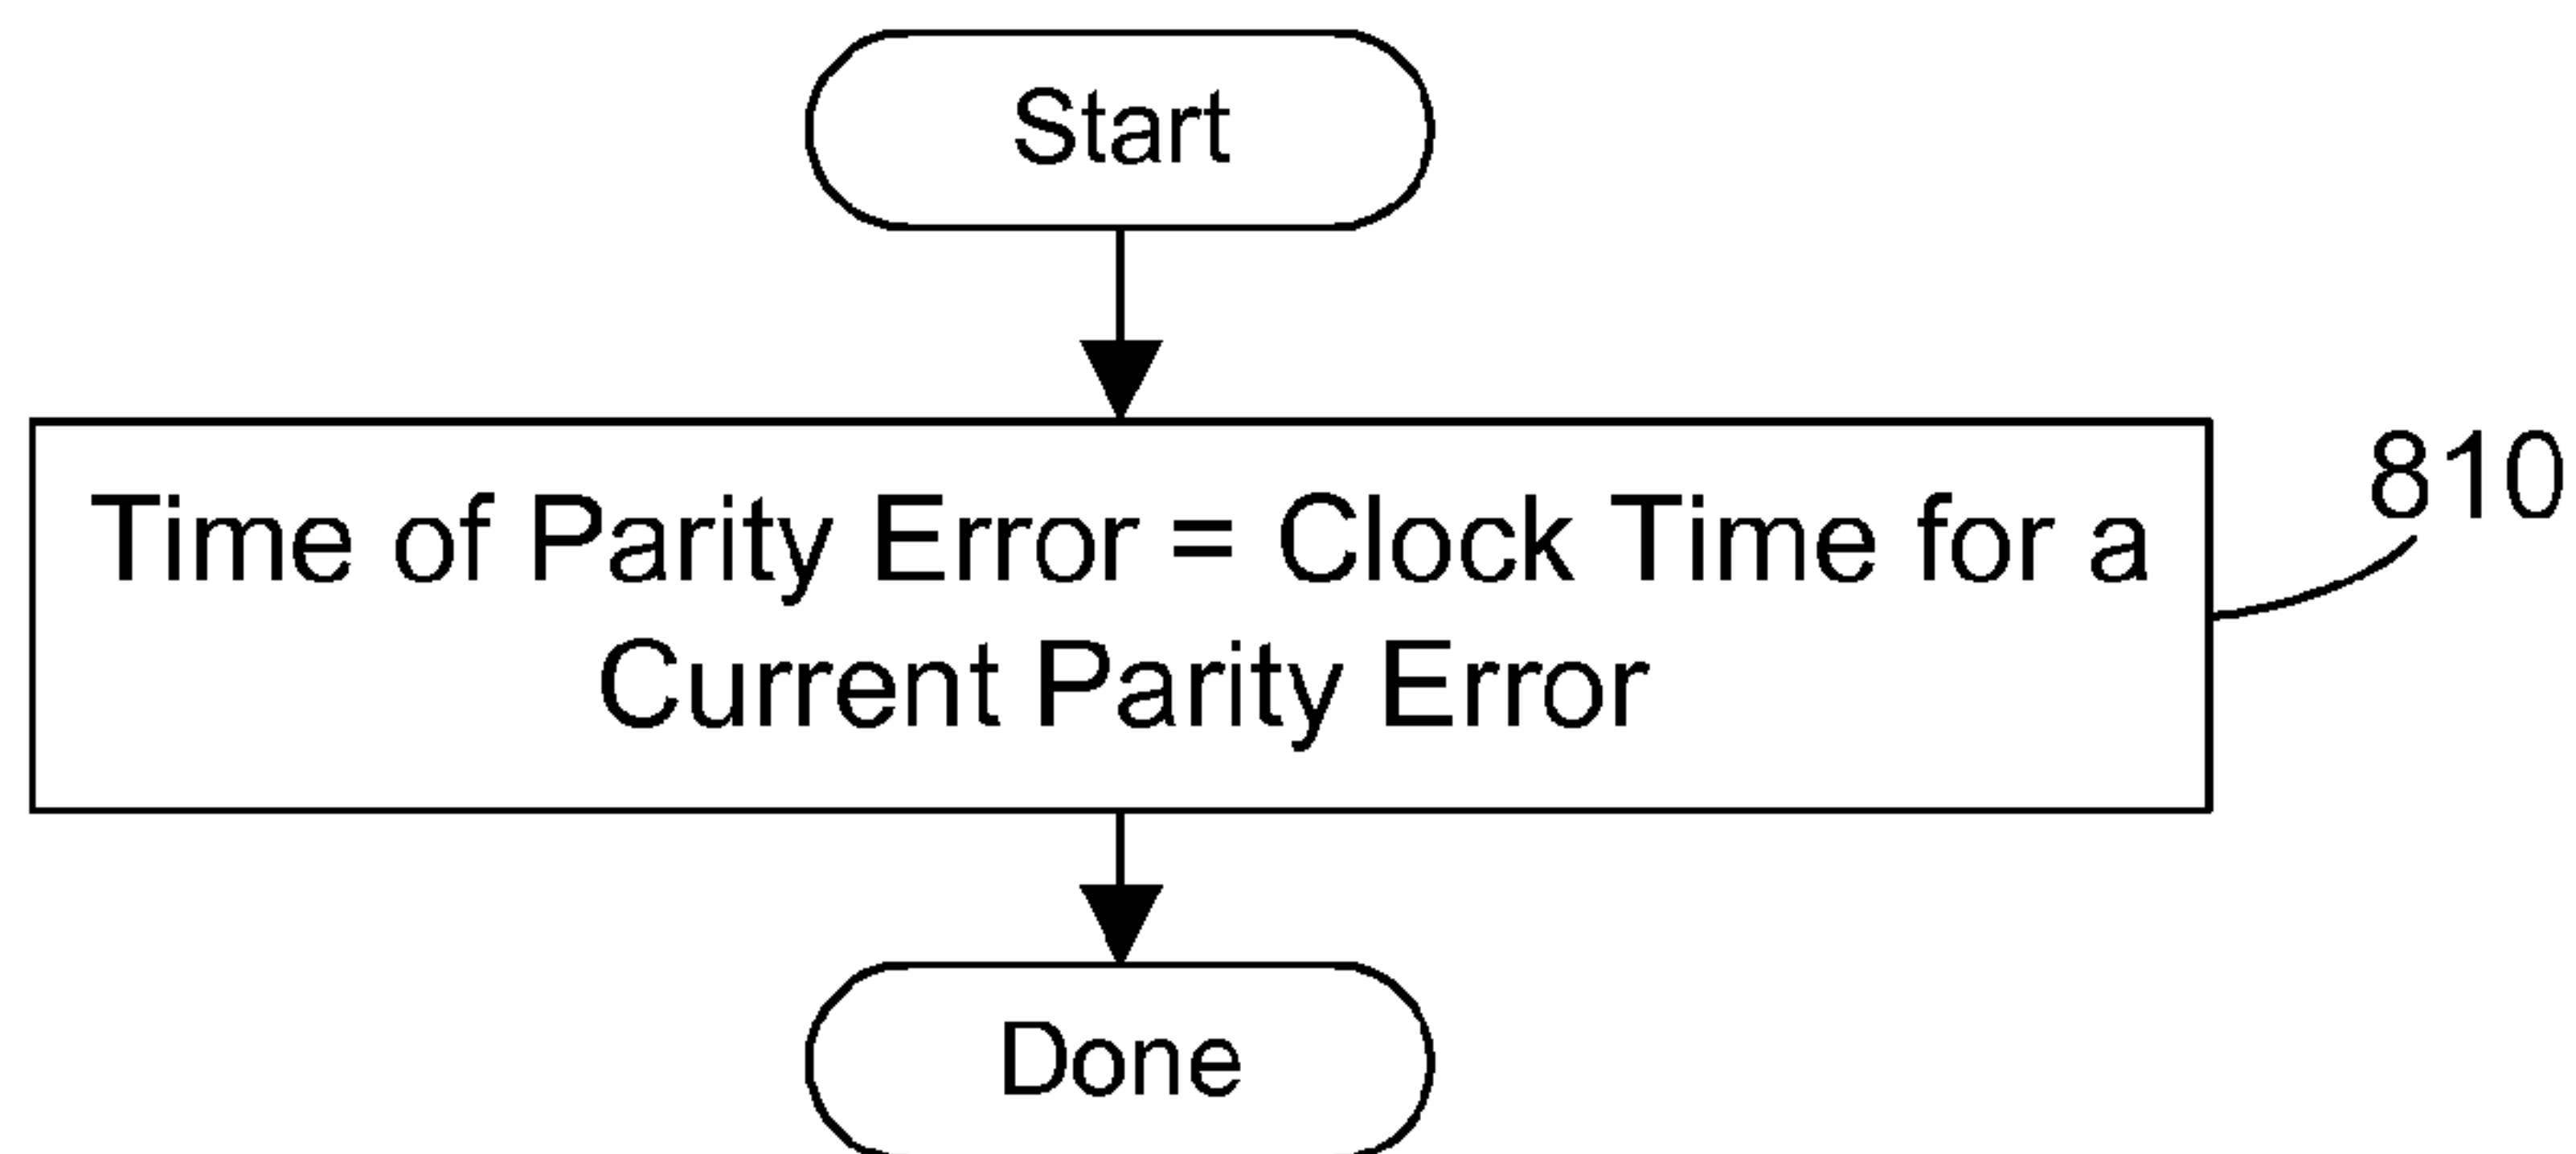 Start
Time of Parity Error = Clock Time for a
Current Parity Error
810
Done